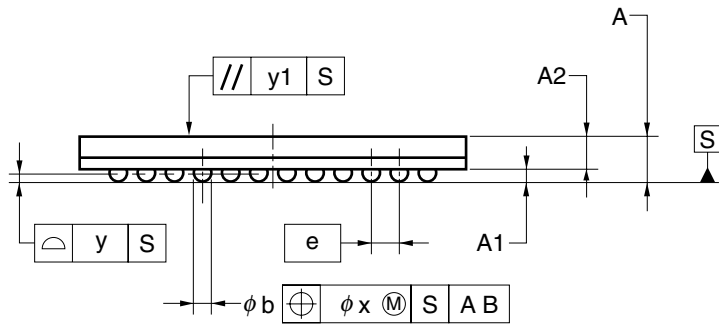 A
// y1 S
A2
S
⌓ y S
e
A1
ϕb ⌖ ϕx Ⓜ S A B